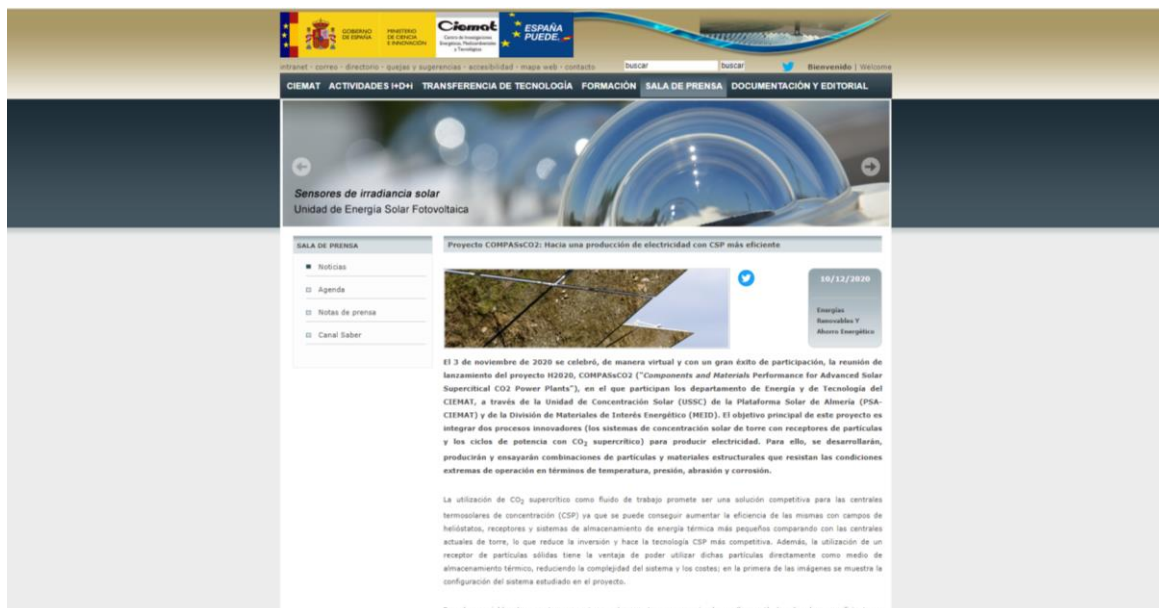 GOBIERNO
DE ESPAÑA
MINISTERIO
DE CIENCIA
E INNOVACIÓN
Ciemat
Centro de Investigaciones
Energéticas, Medioambientales
y Tecnológicas
ESPAÑA
PUEDE.
intranet - correo - directorio - quejas y sugerencias - accesibilidad - mapa web - contacto
buscar
buscar
Bienvenido | Welcome
CIEMAT ACTIVIDADES I+D+i TRANSFERENCIA DE TECNOLOGÍA FORMACIÓN SALA DE PRENSA DOCUMENTACIÓN Y EDITORIAL
Sensores de irradiancia solar
Unidad de Energía Solar Fotovoltaica
SALA DE PRENSA
Noticias
Agenda
Notas de prensa
Canal Saber
Proyecto COMPASsCO2: Hacia una producción de electricidad con CSP más eficiente
10/12/2020
Energías
Renovables Y
Ahorro Energético
El 3 de noviembre de 2020 se celebró, de manera virtual y con un gran éxito de participación, la reunión de
lanzamiento del proyecto H2020, COMPASsCO2 ("Components and Materials Performance for Advanced Solar
Supercitical CO2 Power Plants"), en el que participan los departamento de Energía y de Tecnología del
CIEMAT, a través de la Unidad de Concentración Solar (USSC) de la Plataforma Solar de Almería (PSA-
CIEMAT) y de la División de Materiales de Interés Energético (MEID). El objetivo principal de este proyecto es
integrar dos procesos innovadores (los sistemas de concentración solar de torre con receptores de partículas
y los ciclos de potencia con CO2 supercrítico) para producir electricidad. Para ello, se desarrollarán,
producirán y ensayarán combinaciones de partículas y materiales estructurales que resistan las condiciones
extremas de operación en términos de temperatura, presión, abrasión y corrosión.
La utilización de CO2 supercrítico como fluido de trabajo promete ser una solución competitiva para las centrales
termosolares de concentración (CSP) ya que se puede conseguir aumentar la eficiencia de las mismas con campos de
helióstatos, receptores y sistemas de almacenamiento de energía térmica más pequeños comparando con las centrales
actuales de torre, lo que reduce la inversión y hace la tecnología CSP más competitiva. Además, la utilización de un
receptor de partículas sólidas tiene la ventaja de poder utilizar dichas partículas directamente como medio de
almacenamiento térmico, reduciendo la complejidad del sistema y los costes; en la primera de las imágenes se muestra la
configuración del sistema estudiado en el proyecto.